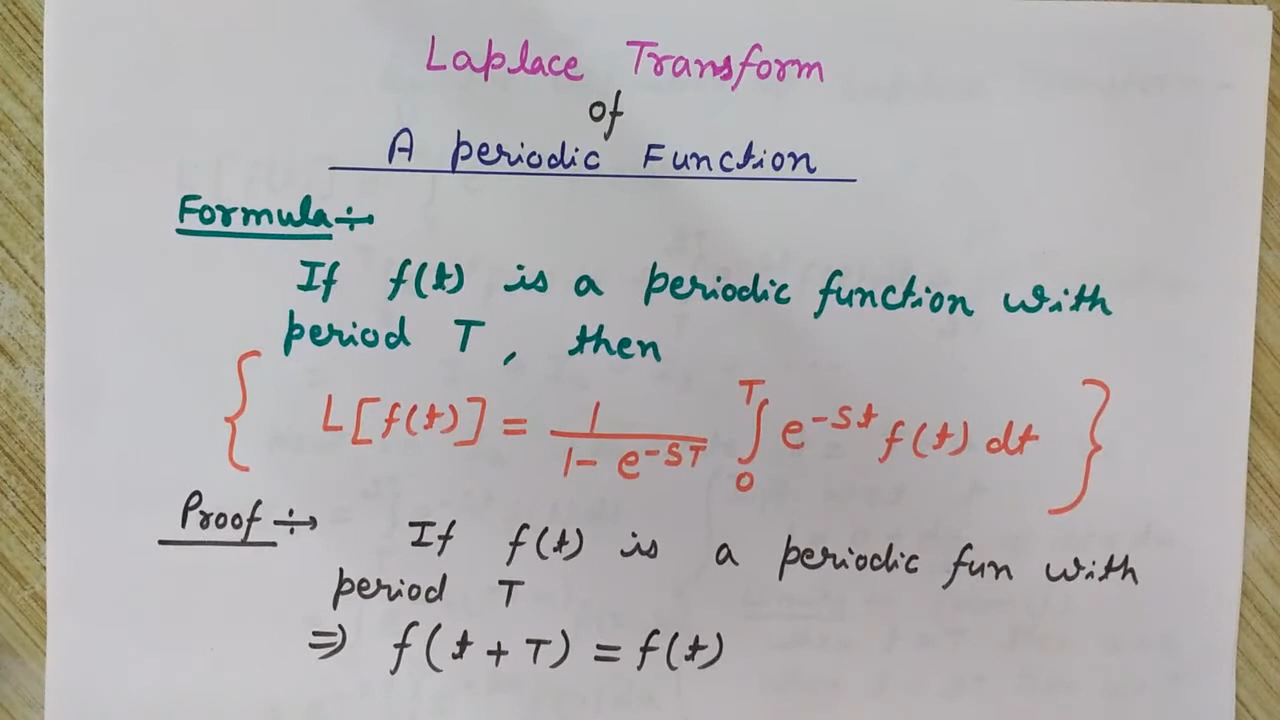 Laplace Transform
of
A periodic Function
Formula÷
If f(t) is a periodic function with
period T, then
{ L[f(t)] = 1/(1 - e^{-ST}) ∫_0^T e^{-St} f(t) dt }
Proof ÷ If f(t) is a periodic fun with
period T
⇒ f(t + T) = f(t)